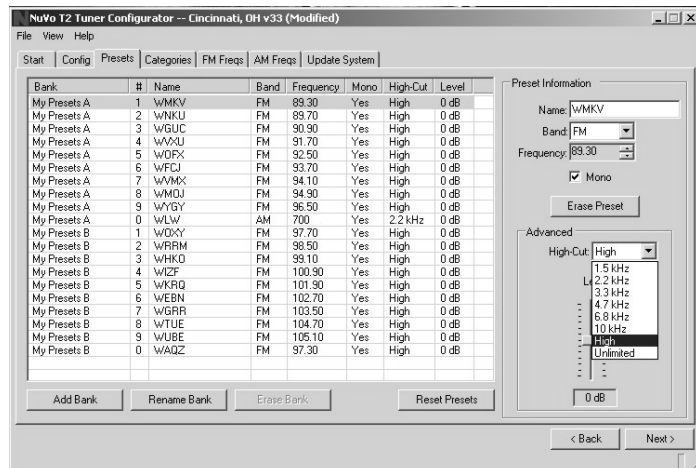 NuVo T2 Tuner Configurator -- Cincinnati, OH v33 (Modified)
File View Help
Start Config Presets Categories FM Freqs AM Freqs Update System
Bank # Name Band Frequency Mono High-Cut Level
My Presets A 1 WMKV FM 89.30 Yes High 0 dB
My Presets A 2 WNKU FM 89.70 Yes High 0 dB
My Presets A 3 WGUC FM 90.90 Yes High 0 dB
My Presets A 4 WVXU FM 91.70 Yes High 0 dB
My Presets A 5 WOFX FM 92.50 Yes High 0 dB
My Presets A 6 WFCJ FM 93.70 Yes High 0 dB
My Presets A 7 WVMX FM 94.10 Yes High 0 dB
My Presets A 8 WMOJ FM 94.90 Yes High 0 dB
My Presets A 9 WYGY FM 96.50 Yes High 0 dB
My Presets A 0 WLW AM 700 Yes 2.2 kHz 0 dB
My Presets B 1 WOXY FM 97.70 Yes High 0 dB
My Presets B 2 WRRM FM 98.50 Yes High 0 dB
My Presets B 3 WHKO FM 99.10 Yes High 0 dB
My Presets B 4 WIZF FM 100.90 Yes High 0 dB
My Presets B 5 WKRQ FM 101.90 Yes High 0 dB
My Presets B 6 WEBN FM 102.70 Yes High 0 dB
My Presets B 7 WGRR FM 103.50 Yes High 0 dB
My Presets B 8 WTUE FM 104.70 Yes High 0 dB
My Presets B 9 WUBE FM 105.10 Yes High 0 dB
My Presets B 0 WAQZ FM 97.30 Yes High 0 dB
Add Bank Rename Bank Erase Bank Reset Presets
Preset Information
Name: WMKV
Band: FM
Frequency: 89.30
Mono
Erase Preset
Advanced
High-Cut: High
1.5 kHz
2.2 kHz
3.3 kHz
4.7 kHz
6.8 kHz
10 kHz
High
Unlimited
0 dB
< Back Next >